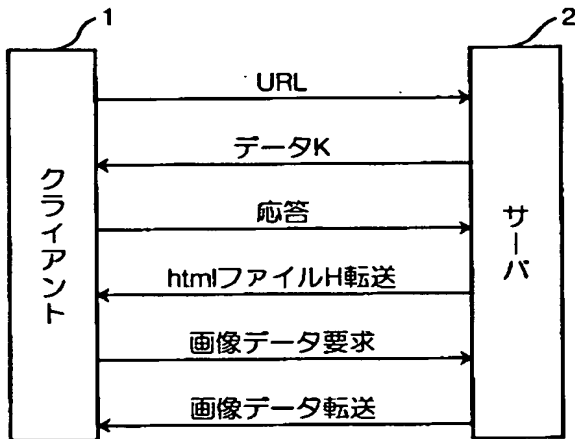 1
2
URL
データK
応答
htmlファイルH転送
画像データ要求
画像データ転送
クライアント
サーバ